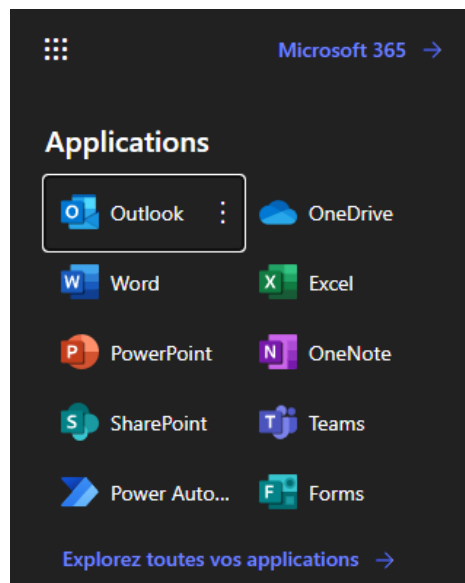 Microsoft 365 →
Applications
Outlook
OneDrive
Word
Excel
PowerPoint
OneNote
SharePoint
Teams
Power Auto...
Forms
Explorez toutes vos applications →